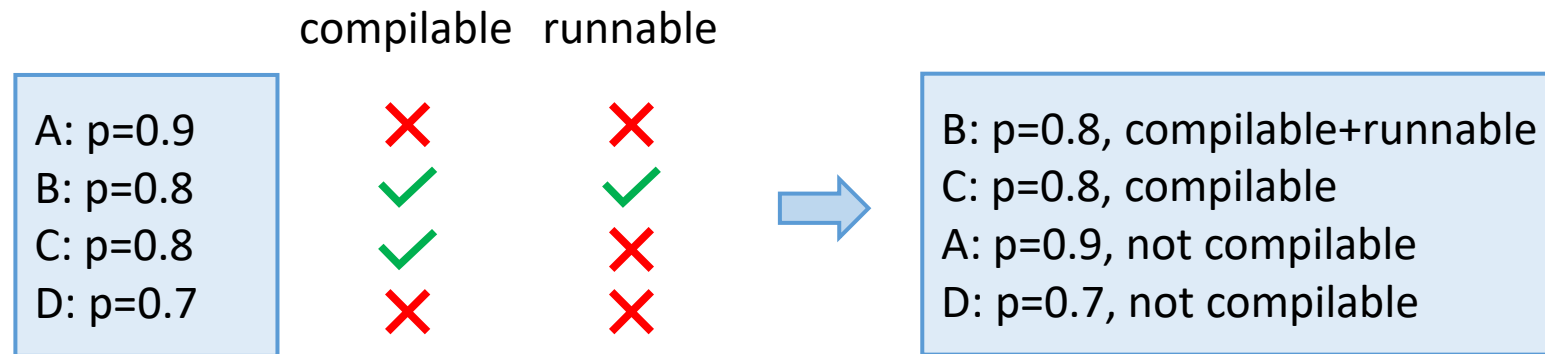 compilable runnable
A: p=0.9
B: p=0.8
C: p=0.8
D: p=0.7
B: p=0.8, compilable+runnable
C: p=0.8, compilable
A: p=0.9, not compilable
D: p=0.7, not compilable